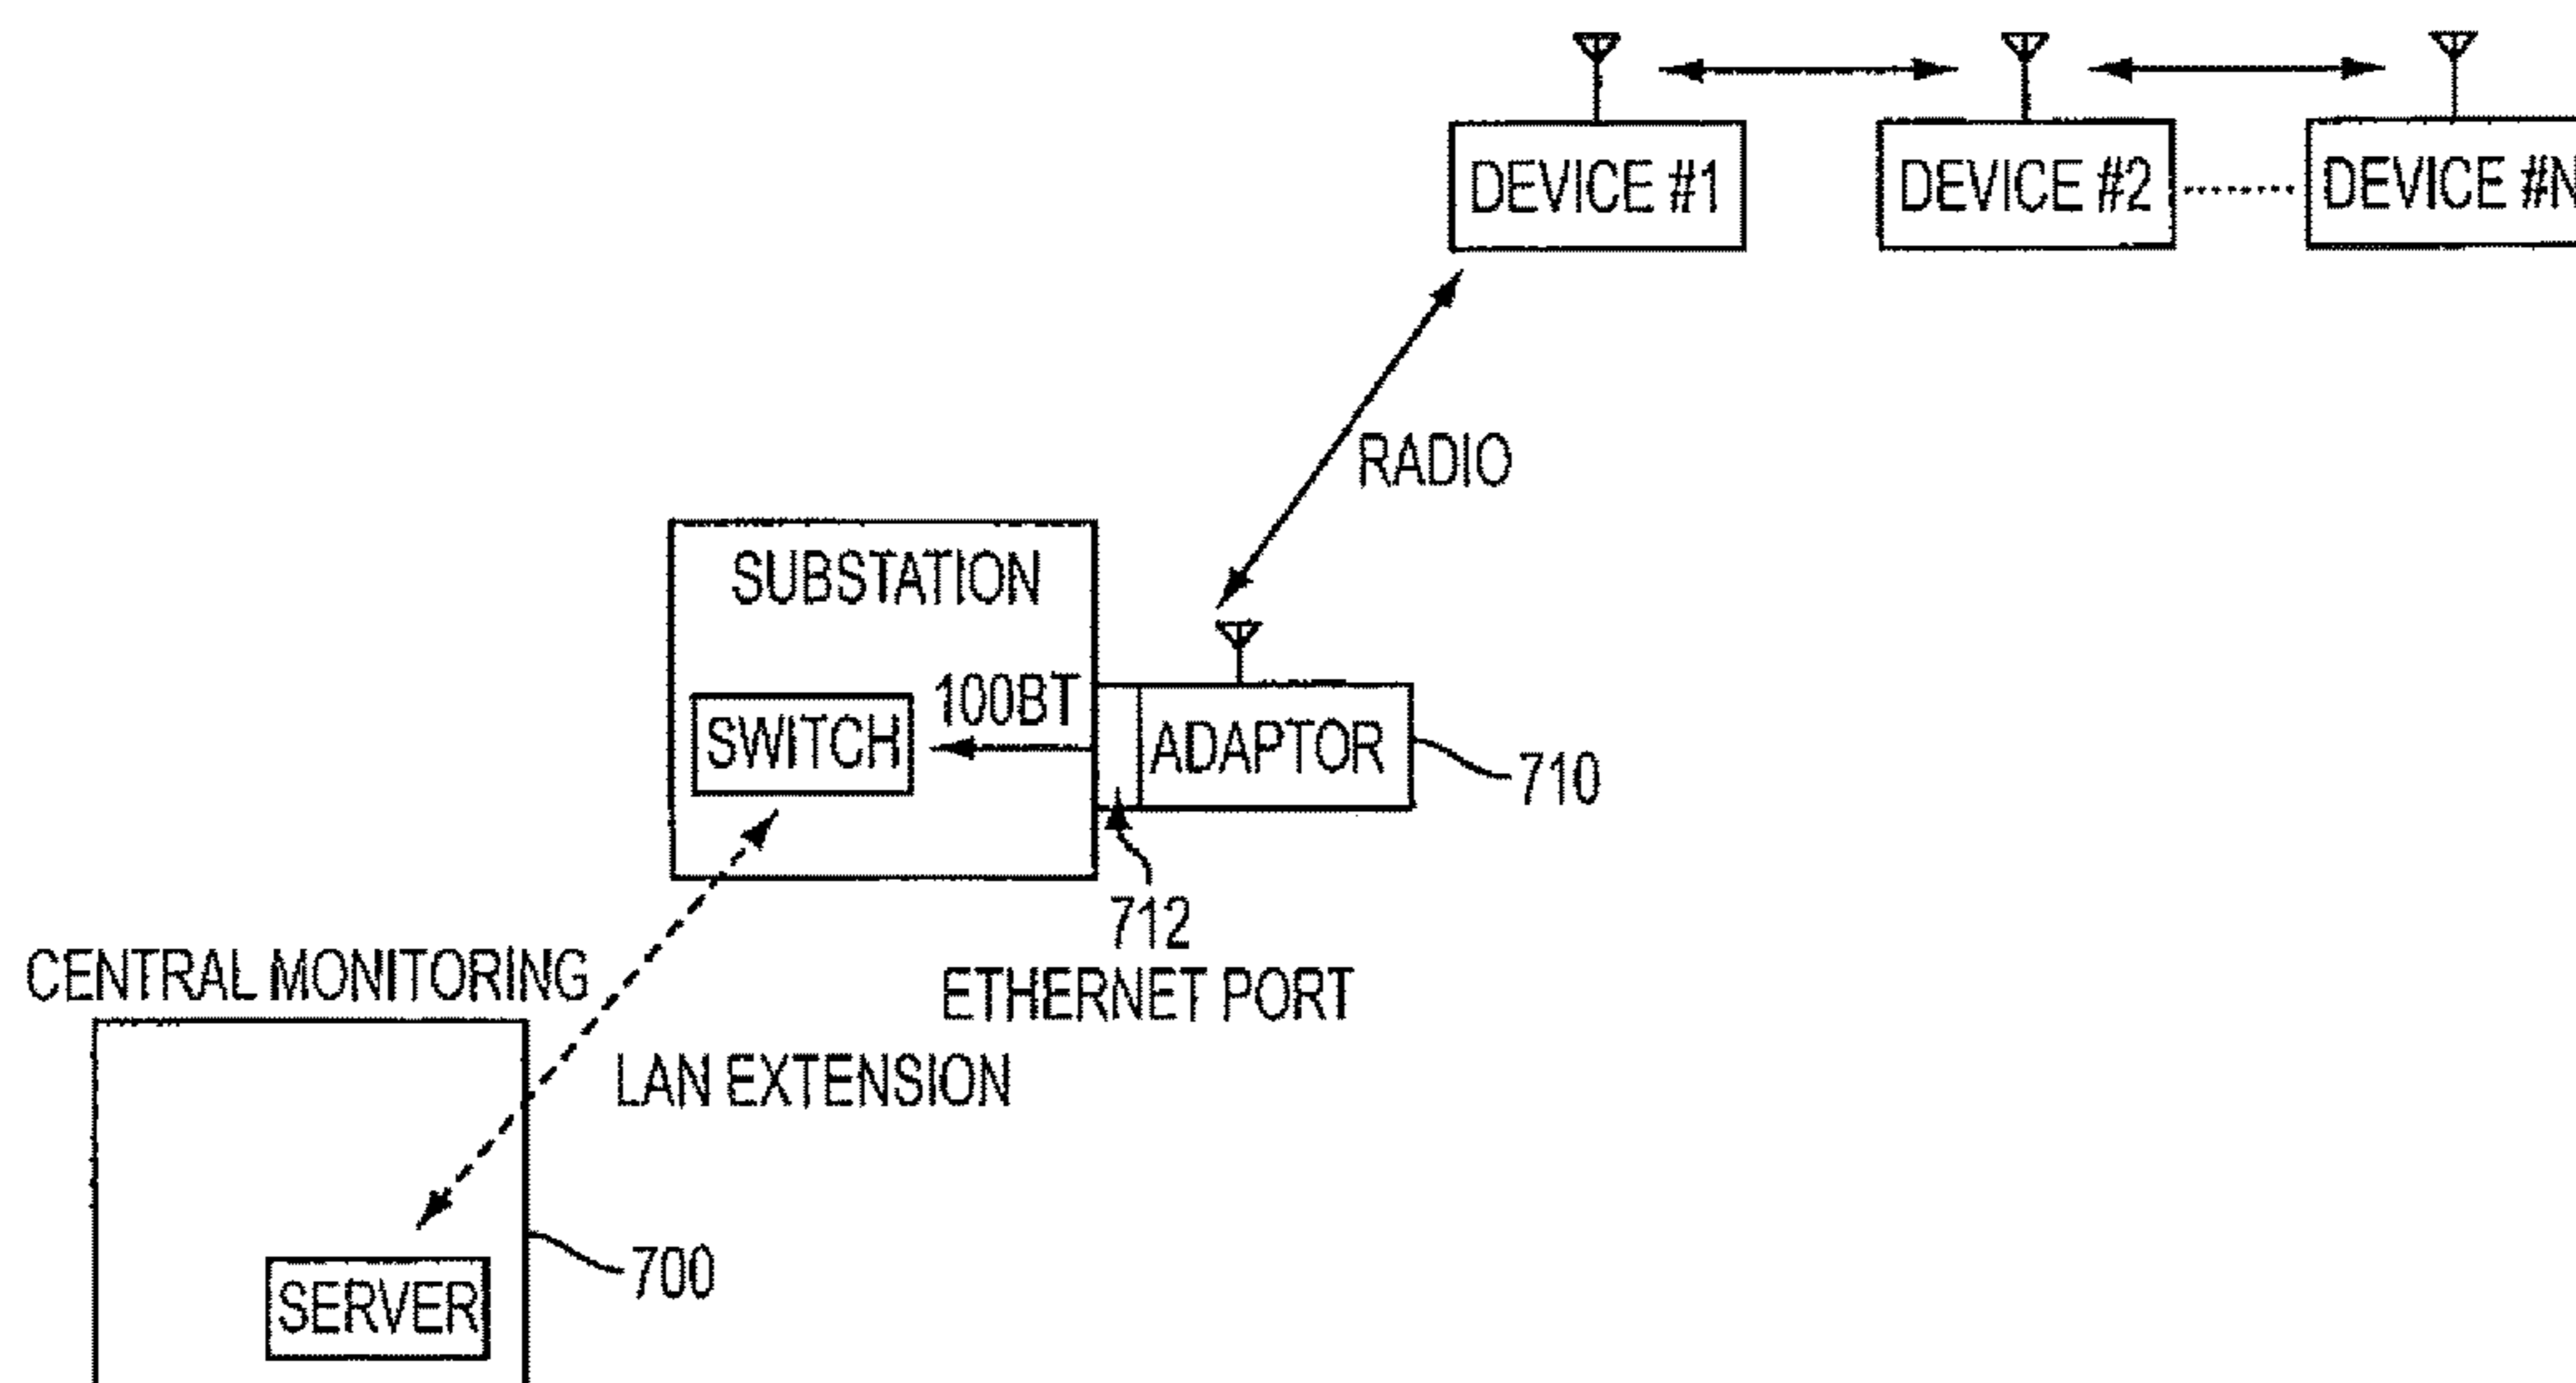 DEVICE #1
DEVICE #2
DEVICE #N
RADIO
SUBSTATION
100BT
SWITCH
ADAPTOR
710
712
ETHERNET PORT
CENTRAL MONITORING
LAN EXTENSION
700
SERVER